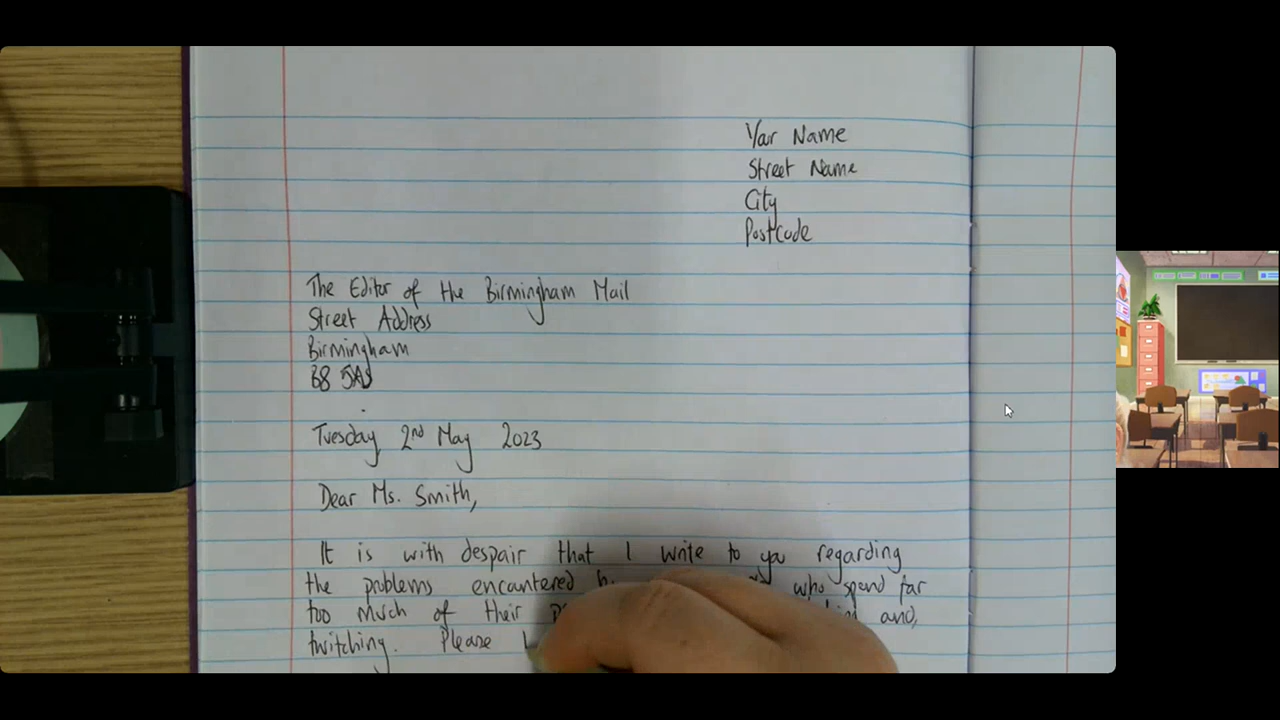 Your Name
Street Name
City
Postcode
The Editor of the Birmingham Mail
Street Address
Birmingham
B8 5AS
Tuesday 2nd May 2023
Dear Ms. Smith,
It is with despair that I write to you regarding
the problems encantered who spend far
too much of their and,
twitching. Please